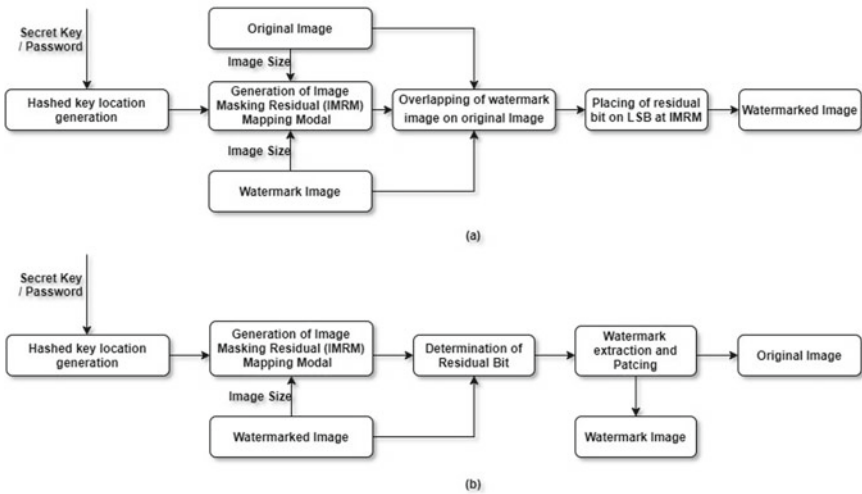 Secret Key
/ Password
Original Image
Image Size
Hashed key location
generation
Generation of Image
Masking Residual (IMRM)
Mapping Modal
Overlapping of watermark
image on original Image
Placing of residual
bit on LSB at IMRM
Watermarked Image
Image Size
Watermark Image
(a)
Secret Key
/ Password
Hashed key location
generation
Generation of Image
Masking Residual (IMRM)
Mapping Modal
Determination of
Residual Bit
Watermark
extraction and
Patcing
Original Image
Image Size
Watermarked Image
Watermark Image
(b)